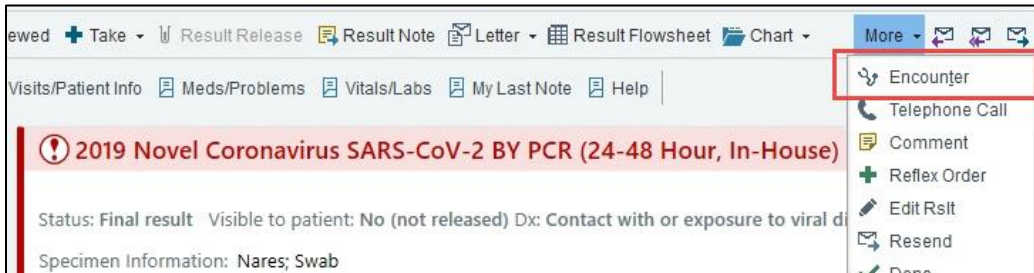 ewed Take Result Release Result Note Letter Result Flowsheet Chart More
Encounter
Visits/Patient Info Meds/Problems Vitals/Labs My Last Note Help
Telephone Call
2019 Novel Coronavirus SARS-CoV-2 BY PCR (24-48 Hour, In-House)
Comment
Reflex Order
Edit Rslt
Status: Final result Visible to patient: No (not released) Dx: Contact with or exposure to viral di
Resend
Specimen Information: Nares; Swab